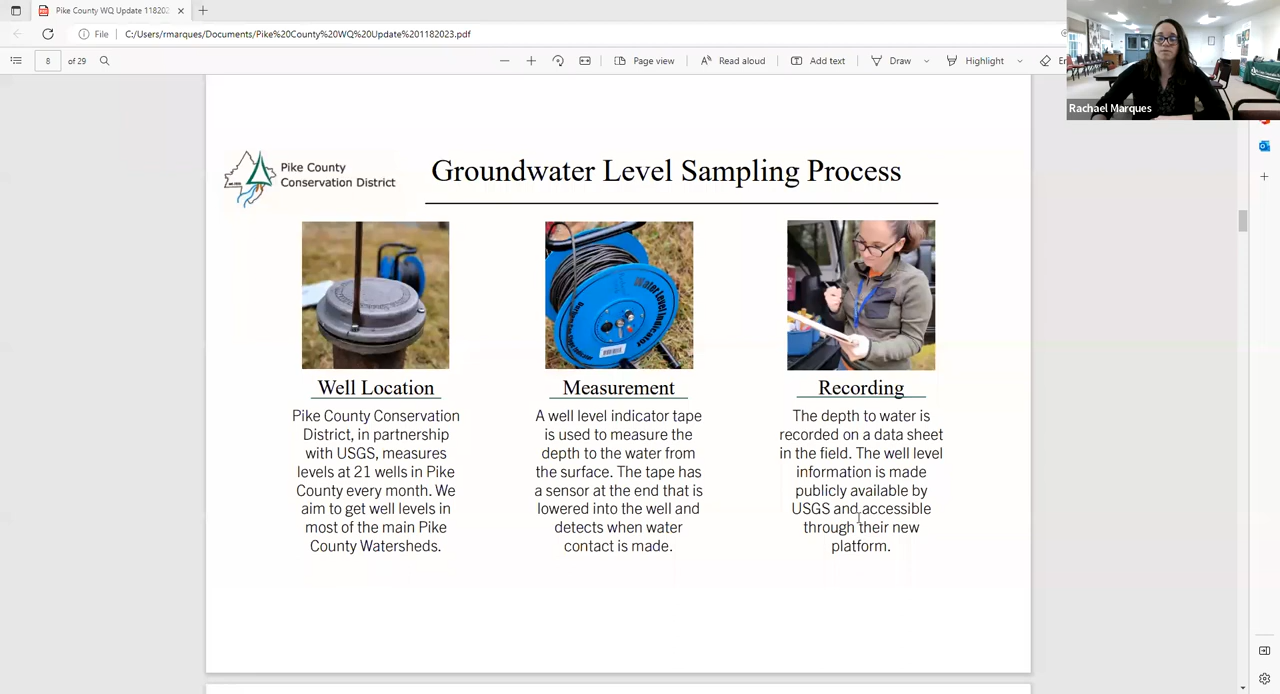 Pike County WQ Update 118202
File
C:/Users/rmarques/Documents/Pike%20County%20WQ%20Update%201182023.pdf
8
of 29
Page view
Read aloud
Add text
Draw
Highlight
Rachael Marques
Pike County
Conservation District
Groundwater Level Sampling Process
Water Level Indicator
Well Location
Pike County Conservation
District, in partnership
with USGS, measures
levels at 21 wells in Pike
County every month. We
aim to get well levels in
most of the main Pike
County Watersheds.
Measurement
A well level indicator tape
is used to measure the
depth to the water from
the surface. The tape has
a sensor at the end that is
lowered into the well and
detects when water
contact is made.
Recording
The depth to water is
recorded on a data sheet
in the field. The well level
information is made
publicly available by
USGS and accessible
through their new
platform.